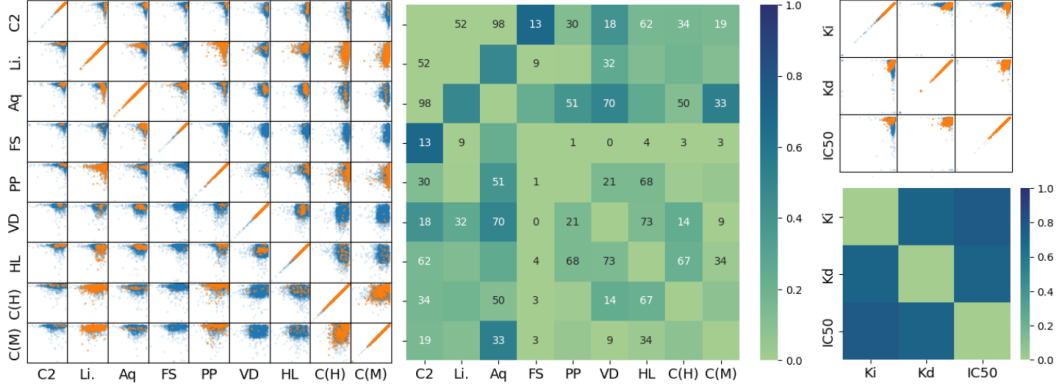 C2
Li.
Aq
FS
PP
VD
HL
C(H)
C(M)
C2 Li. Aq FS PP VD HL C(H) C(M)
52 98 13 30 18 62 34 19
52 9 32
98 51 70 50 33
13 9 1 0 4 3 3
30 51 1 21 68
18 32 70 0 21 73 14 9
62 4 68 73 67 34
34 50 3 14 67
19 33 3 9 34
C2 Li. Aq FS PP VD HL C(H) C(M)
1.0
0.8
0.6
0.4
0.2
0.0
Ki
Kd
IC50
Ki
Kd
IC50
Ki Kd IC50
1.0
0.8
0.6
0.4
0.2
0.0